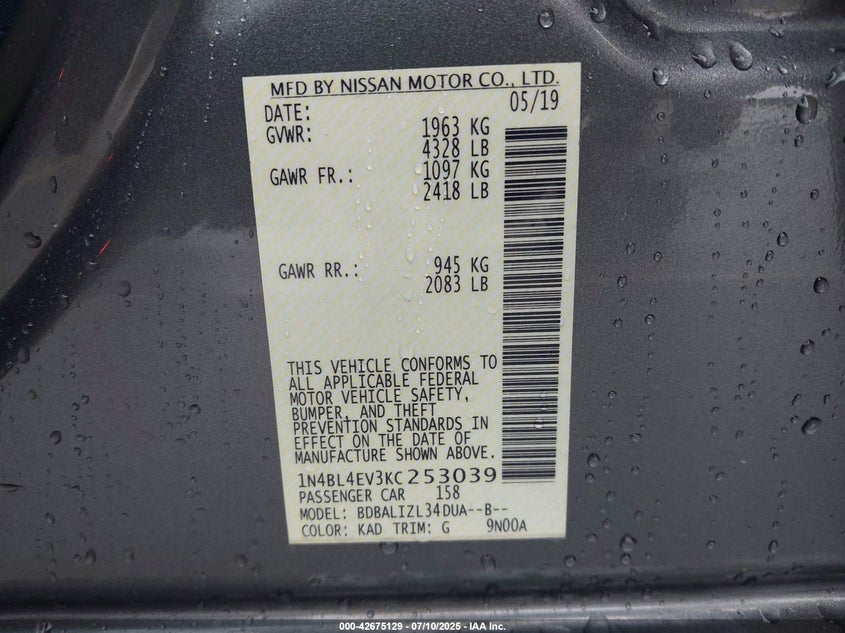 MFD BY NISSAN MOTOR CO., LTD.
DATE: 05/19
GVWR: 1963 KG
4328 LB
GAWR FR.: 1097 KG
2418 LB
GAWR RR.: 945 KG
2083 LB
THIS VEHICLE CONFORMS TO
ALL APPLICABLE FEDERAL
MOTOR VEHICLE SAFETY,
BUMPER, AND THEFT
PREVENTION STANDARDS IN
EFFECT ON THE DATE OF
MANUFACTURE SHOWN ABOVE.
1N4BL4EV3KC253039
PASSENGER CAR 158
MODEL: BDBALIZL34DUA--B--
COLOR: KAD TRIM: G 9N00A
000-42675129 - 07/10/2025 - IAA Inc.